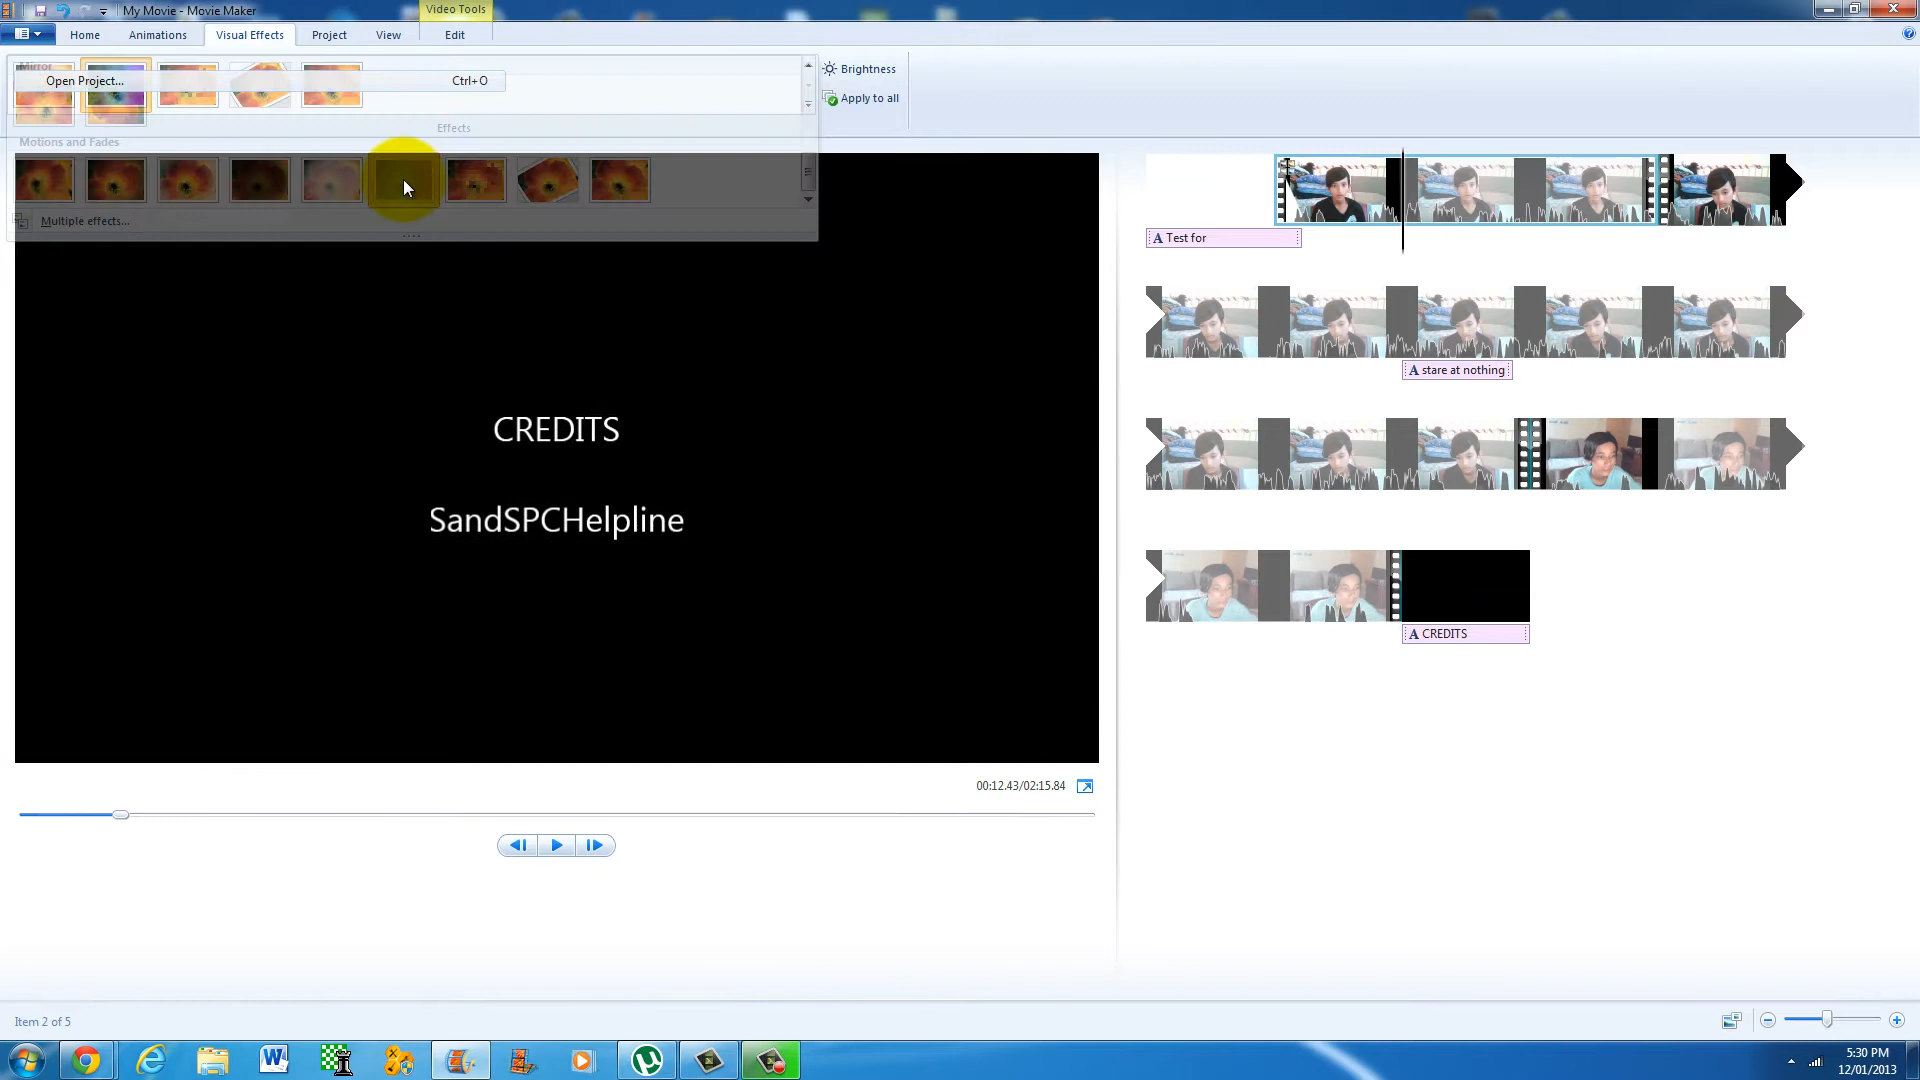 My Movie - Movie Maker
Video Tools
Home
Animations
Visual Effects
Project
View
Edit
Mirror
Open Project...
Ctrl+O
Brightness
Apply to all
Effects
Motions and Fades
Multiple effects...
CREDITS
SandSPCHelpline
A Test for
A stare at nothing
A CREDITS
00:12.43/02:15.84
Item 2 of 5
5:30 PM
12/01/2013